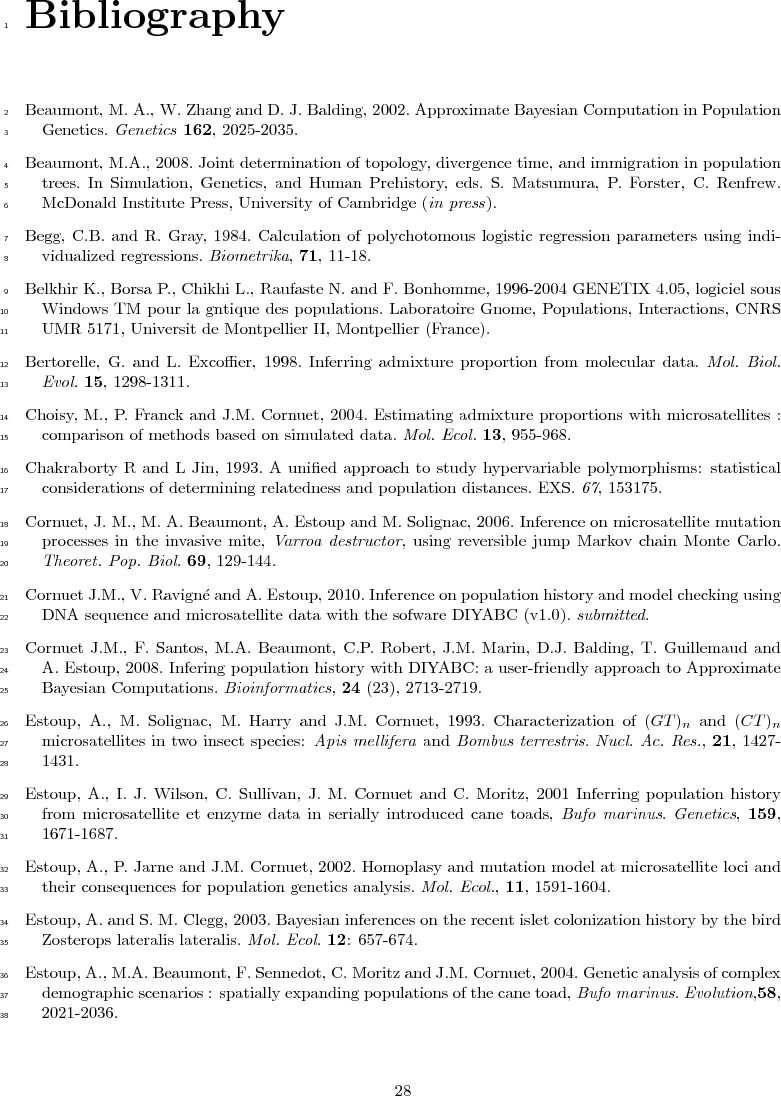 1 Bibliography
2 Beaumont, M. A., W. Zhang and D. J. Balding, 2002. Approximate Bayesian Computation in Population
3 Genetics. Genetics 162, 2025-2035.
4 Beaumont, M.A., 2008. Joint determination of topology, divergence time, and immigration in population
5 trees. In Simulation, Genetics, and Human Prehistory, eds. S. Matsumura, P. Forster, C. Renfrew.
6 McDonald Institute Press, University of Cambridge (in press).
7 Begg, C.B. and R. Gray, 1984. Calculation of polychotomous logistic regression parameters using indi-
8 vidualized regressions. Biometrika, 71, 11-18.
9 Belkhir K., Borsa P., Chikhi L., Raufaste N. and F. Bonhomme, 1996-2004 GENETIX 4.05, logiciel sous
10 Windows TM pour la gntique des populations. Laboratoire Gnome, Populations, Interactions, CNRS
11 UMR 5171, Universit de Montpellier II, Montpellier (France).
12 Bertorelle, G. and L. Excoffier, 1998. Inferring admixture proportion from molecular data. Mol. Biol.
13 Evol. 15, 1298-1311.
14 Choisy, M., P. Franck and J.M. Cornuet, 2004. Estimating admixture proportions with microsatellites :
15 comparison of methods based on simulated data. Mol. Ecol. 13, 955-968.
16 Chakraborty R and L Jin, 1993. A unified approach to study hypervariable polymorphisms: statistical
17 considerations of determining relatedness and population distances. EXS. 67, 153175.
18 Cornuet, J. M., M. A. Beaumont, A. Estoup and M. Solignac, 2006. Inference on microsatellite mutation
19 processes in the invasive mite, Varroa destructor, using reversible jump Markov chain Monte Carlo.
20 Theoret. Pop. Biol. 69, 129-144.
21 Cornuet J.M., V. Ravigné and A. Estoup, 2010. Inference on population history and model checking using
22 DNA sequence and microsatellite data with the sofware DIYABC (v1.0). submitted.
23 Cornuet J.M., F. Santos, M.A. Beaumont, C.P. Robert, J.M. Marin, D.J. Balding, T. Guillemaud and
24 A. Estoup, 2008. Infering population history with DIYABC: a user-friendly approach to Approximate
25 Bayesian Computations. Bioinformatics, 24 (23), 2713-2719.
26 Estoup, A., M. Solignac, M. Harry and J.M. Cornuet, 1993. Characterization of (GT)n and (CT)n
27 microsatellites in two insect species: Apis mellifera and Bombus terrestris. Nucl. Ac. Res., 21, 1427-
28 1431.
29 Estoup, A., I. J. Wilson, C. Sullivan, J. M. Cornuet and C. Moritz, 2001 Inferring population history
30 from microsatellite et enzyme data in serially introduced cane toads, Bufo marinus. Genetics, 159,
31 1671-1687.
32 Estoup, A., P. Jarne and J.M. Cornuet, 2002. Homoplasy and mutation model at microsatellite loci and
33 their consequences for population genetics analysis. Mol. Ecol., 11, 1591-1604.
34 Estoup, A. and S. M. Clegg, 2003. Bayesian inferences on the recent islet colonization history by the bird
35 Zosterops lateralis lateralis. Mol. Ecol. 12: 657-674.
36 Estoup, A., M.A. Beaumont, F. Sennedot, C. Moritz and J.M. Cornuet, 2004. Genetic analysis of complex
37 demographic scenarios : spatially expanding populations of the cane toad, Bufo marinus. Evolution,58,
38 2021-2036.
28